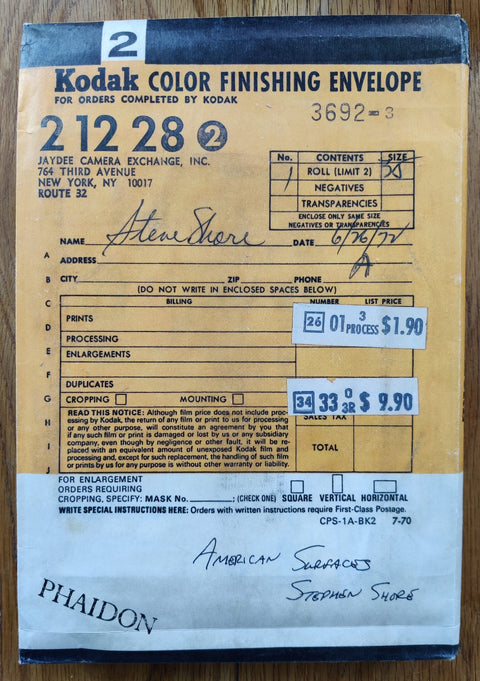 2
Kodak COLOR FINISHING ENVELOPE
FOR ORDERS COMPLETED BY KODAK
3692-3
2 12 28 2
JAYDEE CAMERA EXCHANGE, INC.
764 THIRD AVENUE
NEW YORK, NY 10017
ROUTE 32
No. CONTENTS SIZE
1 ROLL (LIMIT 2) 35
NEGATIVES
TRANSPARENCIES
ENCLOSE ONLY SAME SIZE
NEGATIVES OR TRANSPARENCIES
NAME Steve Shore DATE 6/26/72
A ADDRESS A
B CITY ZIP PHONE
(DO NOT WRITE IN ENCLOSED SPACES BELOW)
C BILLING NUMBER LIST PRICE
D PRINTS 26 01 3 PROCESS $1.90
E PROCESSING
F ENLARGEMENTS
DUPLICATES
G CROPPING MOUNTING 34 33 0 3R $ 9.90
H READ THIS NOTICE: Although film price does not include proc-
essing by Kodak, the return of any film or print to us for processing
or any other purpose, will constitute an agreement by you that
I if any such film or print is damaged or lost by us or any subsidiary
company, even though by negligence or other fault, it will be re-
placed with an equivalent amount of unexposed Kodak film and
processing and, except for such replacement, the handling of such
J film or prints by us for any purpose is without other warranty or liability.
SALES TAX
TOTAL
FOR ENLARGEMENT
ORDERS REQUIRING
CROPPING, SPECIFY: MASK No. ; (CHECK ONE) SQUARE VERTICAL HORIZONTAL
WRITE SPECIAL INSTRUCTIONS HERE: Orders with written instructions require First-Class Postage.
CPS-1A-BK2 7-70
AMERICAN SURFACES
STEPHEN SHORE
PHAIDON